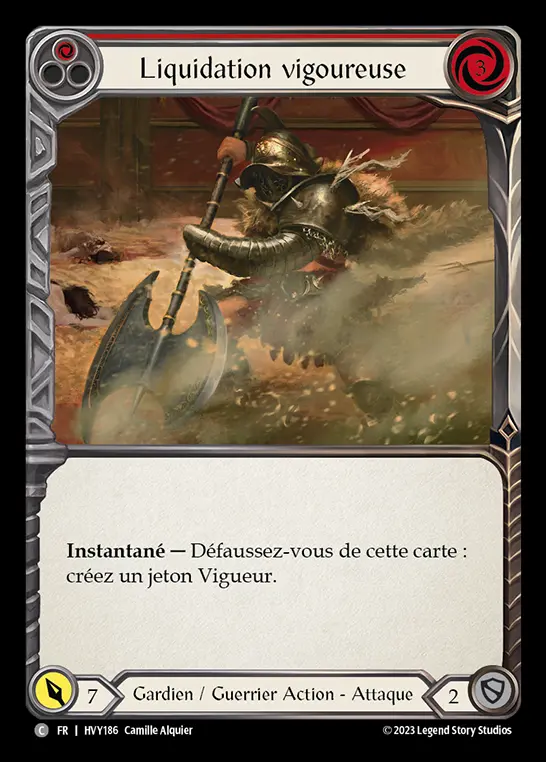 Liquidation vigoureuse
3
Instantané — Défaussez-vous de cette carte :
créez un jeton Vigueur.
7
Gardien / Guerrier Action - Attaque
2
C FR | HVY186 Camille Alquier
©2023 Legend Story Studios